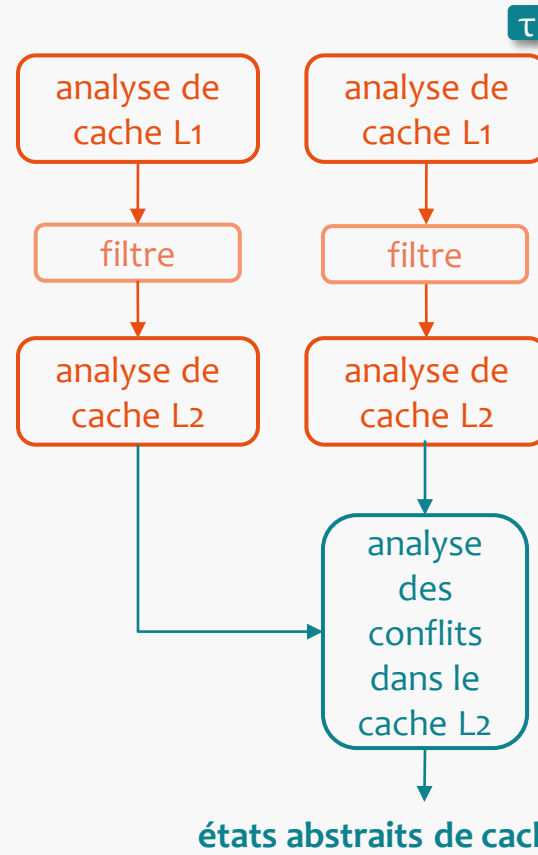 τ
analyse de
cache L1
analyse de
cache L1
filtre
filtre
analyse de
cache L2
analyse de
cache L2
analyse
des
conflits
dans le
cache L2
états abstraits de